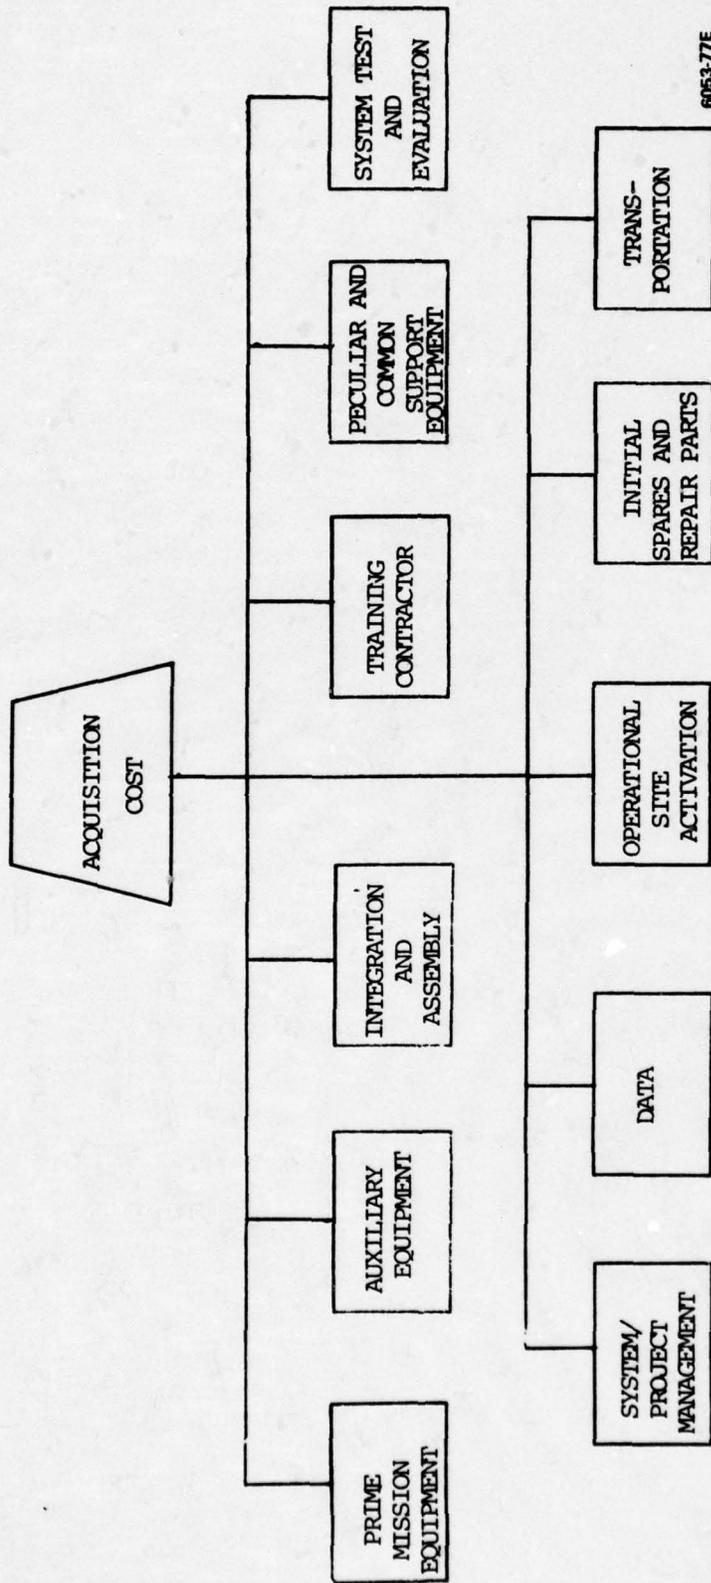 ACQUISITION
COST
PRIME
MISSION
EQUIPMENT
AUXILIARY
EQUIPMENT
INTEGRATION
AND
ASSEMBLY
TRAINING
CONTRACTOR
PECULIAR AND
COMMON
SUPPORT
EQUIPMENT
SYSTEM TEST
AND
EVALUATION
SYSTEM/
PROJECT
MANAGEMENT
DATA
OPERATIONAL
SITE
ACTIVATION
INITIAL
SPARES AND
REPAIR PARTS
TRANS-
PORTATION
6053-77E